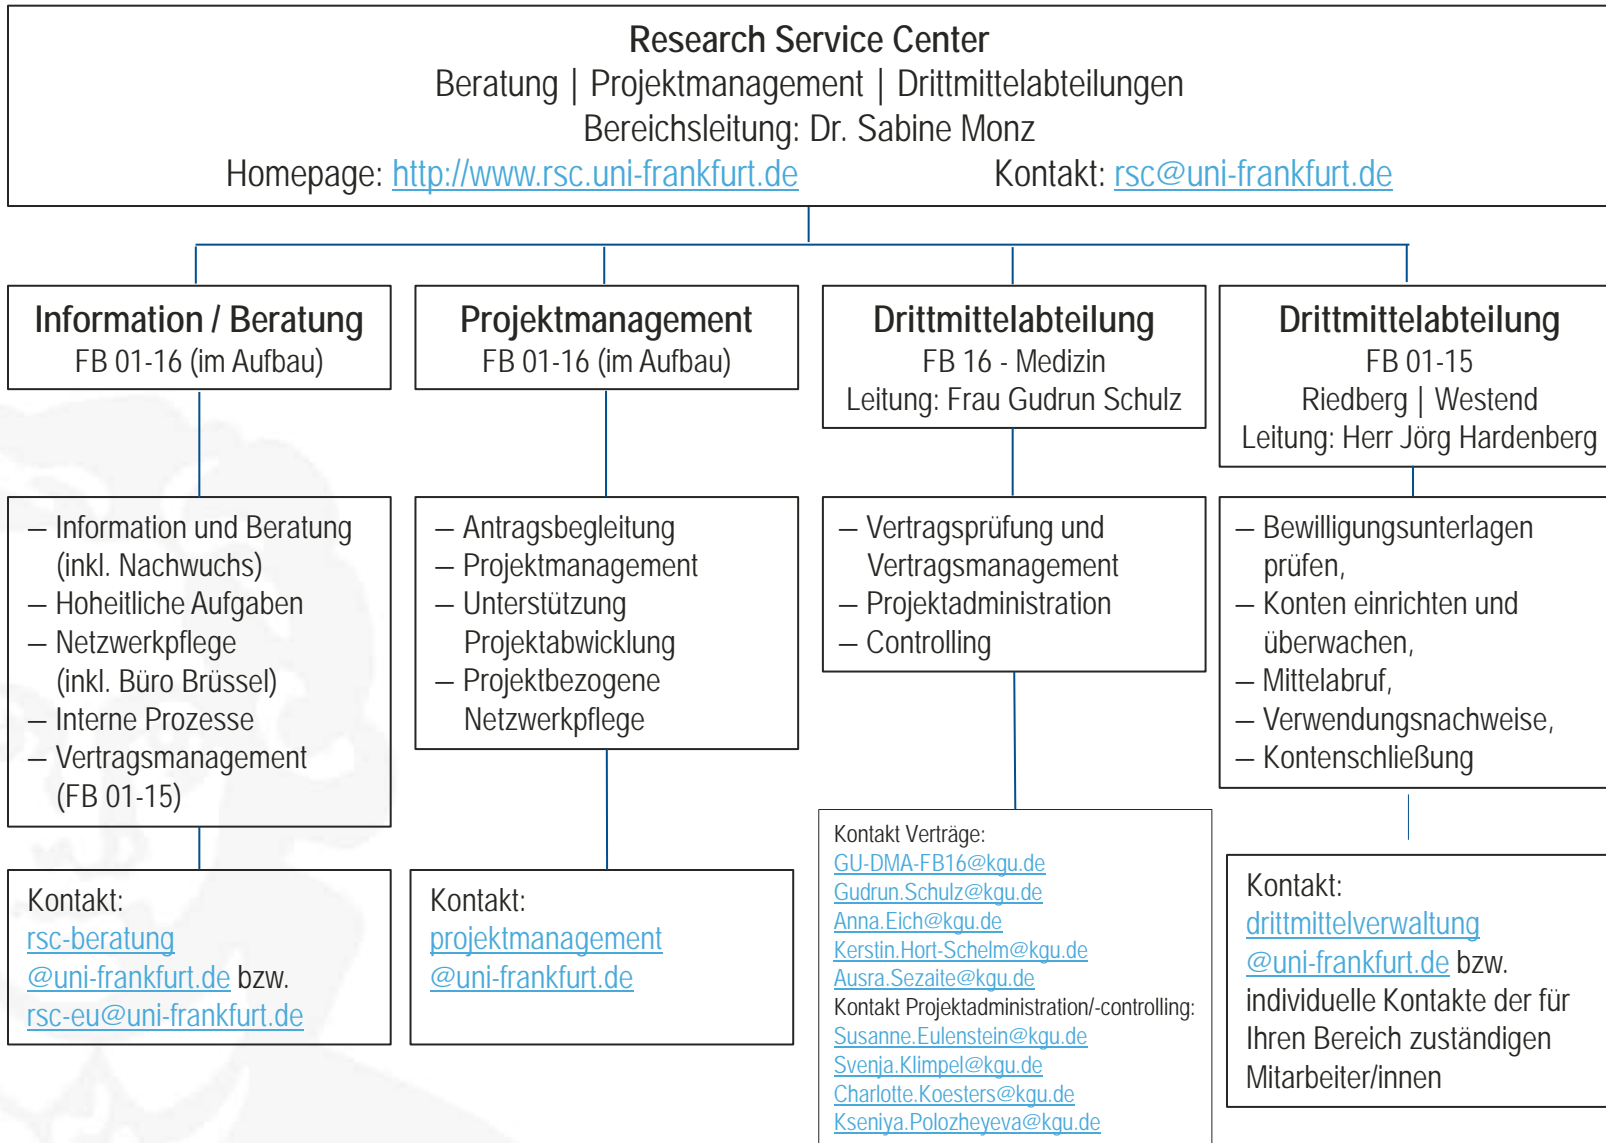 Research Service Center
Beratung | Projektmanagement | Drittmittelabteilungen
Bereichsleitung: Dr. Sabine Monz
Homepage: http://www.rsc.uni-frankfurt.de Kontakt: rsc@uni-frankfurt.de
Information / Beratung
FB 01-16 (im Aufbau)
– Information und Beratung
(inkl. Nachwuchs)
– Hoheitliche Aufgaben
– Netzwerkpflege
(inkl. Büro Brüssel)
– Interne Prozesse
– Vertragsmanagement
(FB 01-15)
Kontakt:
rsc-beratung
@uni-frankfurt.de bzw.
rsc-eu@uni-frankfurt.de
Projektmanagement
FB 01-16 (im Aufbau)
– Antragsbegleitung
– Projektmanagement
– Unterstützung
Projektabwicklung
– Projektbezogene
Netzwerkpflege
Kontakt:
projektmanagement
@uni-frankfurt.de
Drittmittelabteilung
FB 16 - Medizin
Leitung: Frau Gudrun Schulz
– Vertragsprüfung und
Vertragsmanagement
– Projektadministration
– Controlling
Kontakt Verträge:
GU-DMA-FB16@kgu.de
Gudrun.Schulz@kgu.de
Anna.Eich@kgu.de
Kerstin.Hort-Schelm@kgu.de
Ausra.Sezaite@kgu.de
Kontakt Projektadministration/-controlling:
Susanne.Eulenstein@kgu.de
Svenja.Klimpel@kgu.de
Charlotte.Koesters@kgu.de
Kseniya.Polozheyeva@kgu.de
Drittmittelabteilung
FB 01-15
Riedberg | Westend
Leitung: Herr Jörg Hardenberg
– Bewilligungsunterlagen
prüfen,
– Konten einrichten und
überwachen,
– Mittelabruf,
– Verwendungsnachweise,
– Kontenschließung
Kontakt:
drittmittelverwaltung
@uni-frankfurt.de bzw.
individuelle Kontakte der für
Ihren Bereich zuständigen
Mitarbeiter/innen